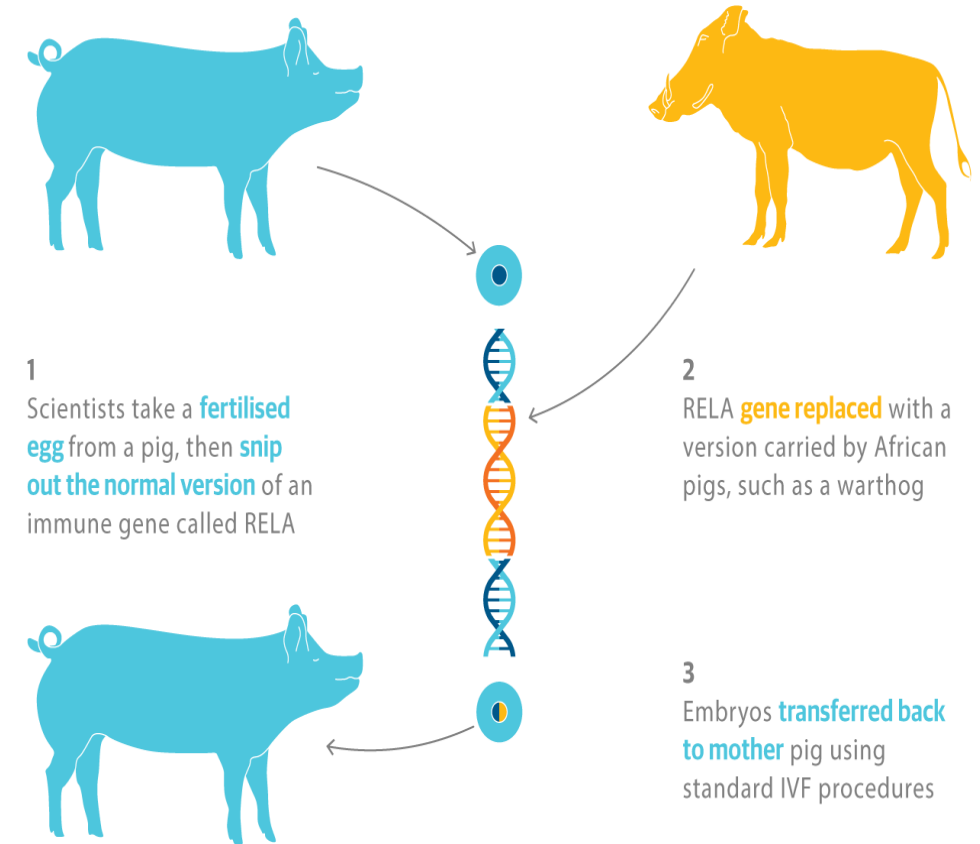 1
Scientists take a fertilised
egg from a pig, then snip
out the normal version of an
immune gene called RELA
2
RELA gene replaced with a
version carried by African
pigs, such as a warthog
3
Embryos transferred back
to mother pig using
standard IVF procedures